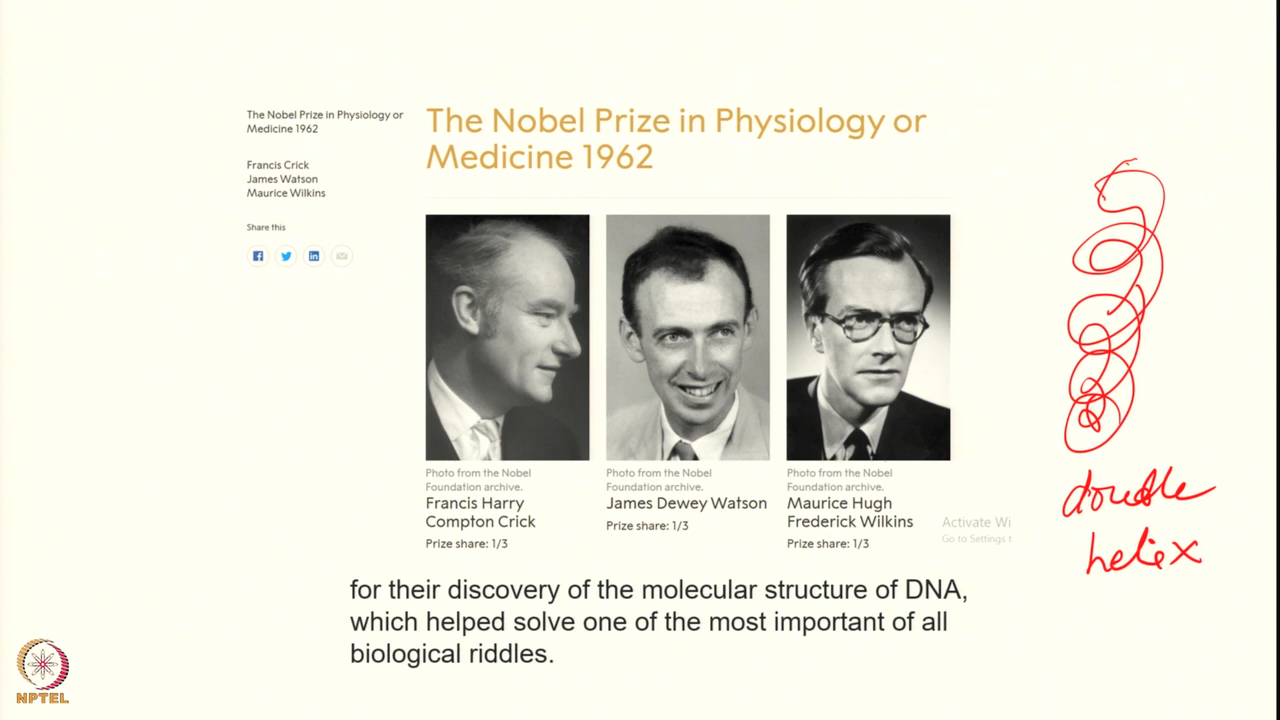 The Nobel Prize in Physiology or
Medicine 1962
Francis Crick
James Watson
Maurice Wilkins
Share this
The Nobel Prize in Physiology or
Medicine 1962
Photo from the Nobel
Foundation archive.
Francis Harry
Compton Crick
Prize share: 1/3
Photo from the Nobel
Foundation archive.
James Dewey Watson
Prize share: 1/3
Photo from the Nobel
Foundation archive.
Maurice Hugh
Frederick Wilkins
Prize share: 1/3
Activate Wi
Go to Settings t
double
helix
for their discovery of the molecular structure of DNA,
which helped solve one of the most important of all
biological riddles.
NPTEL